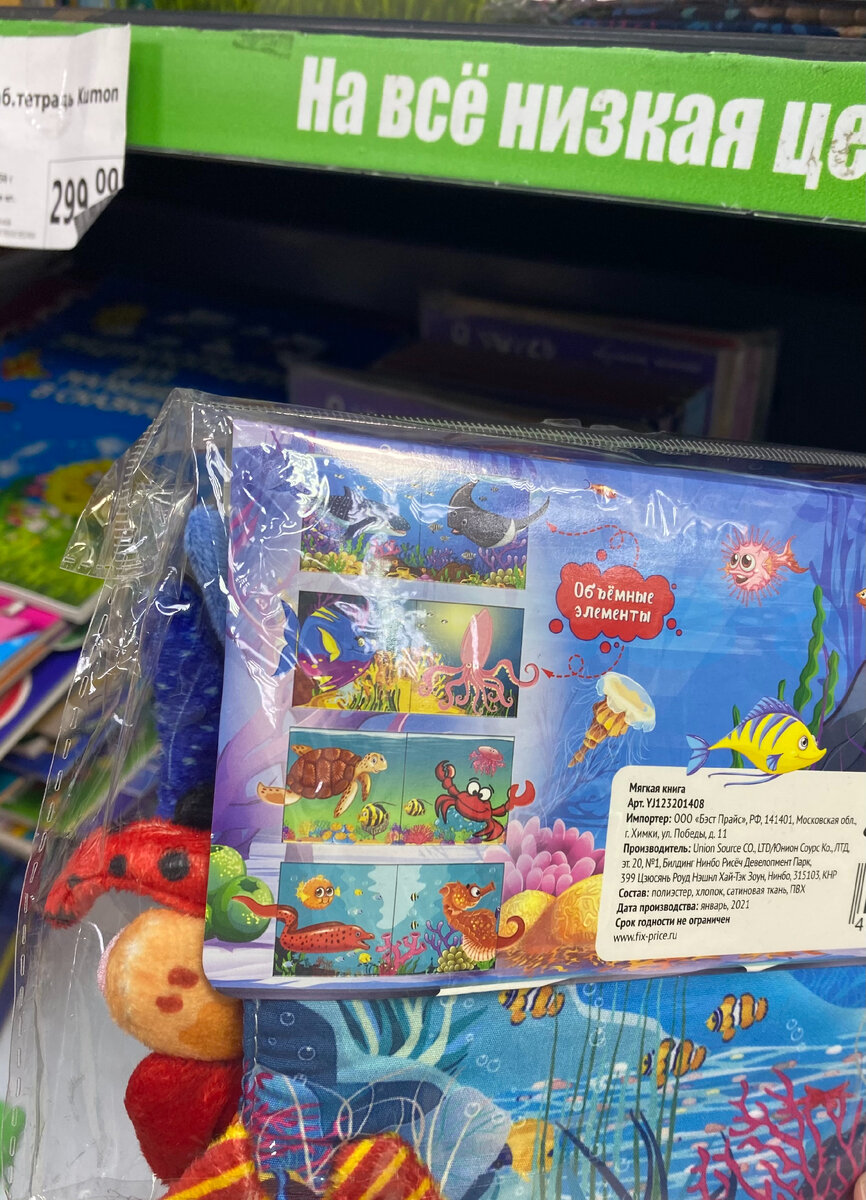 На всё низкая це
аб.тетрадь Kumon
299 00
Объёмные
элементы
Мягкая книга
Арт. YJ123201408
Импортер: ООО «Бэст Прайс», РФ, 141401, Московская обл.,
г. Химки, ул. Победы, д. 11
Производитель: Union Source CO., LTD/Юнион Соурс Ко., ЛТД,
эт. 20, №1, Билдинг Нинбо Рисёч Девелопмент Парк,
399 Цзюсянь Роуд Нэшнл Хай-Тэк Зоун, Нинбо, 315103, КНР
Состав: полиэстер, хлопок, сатиновая ткань, ПВХ
Дата производства: январь, 2021
Срок годности не ограничен
www.fix-price.ru
4